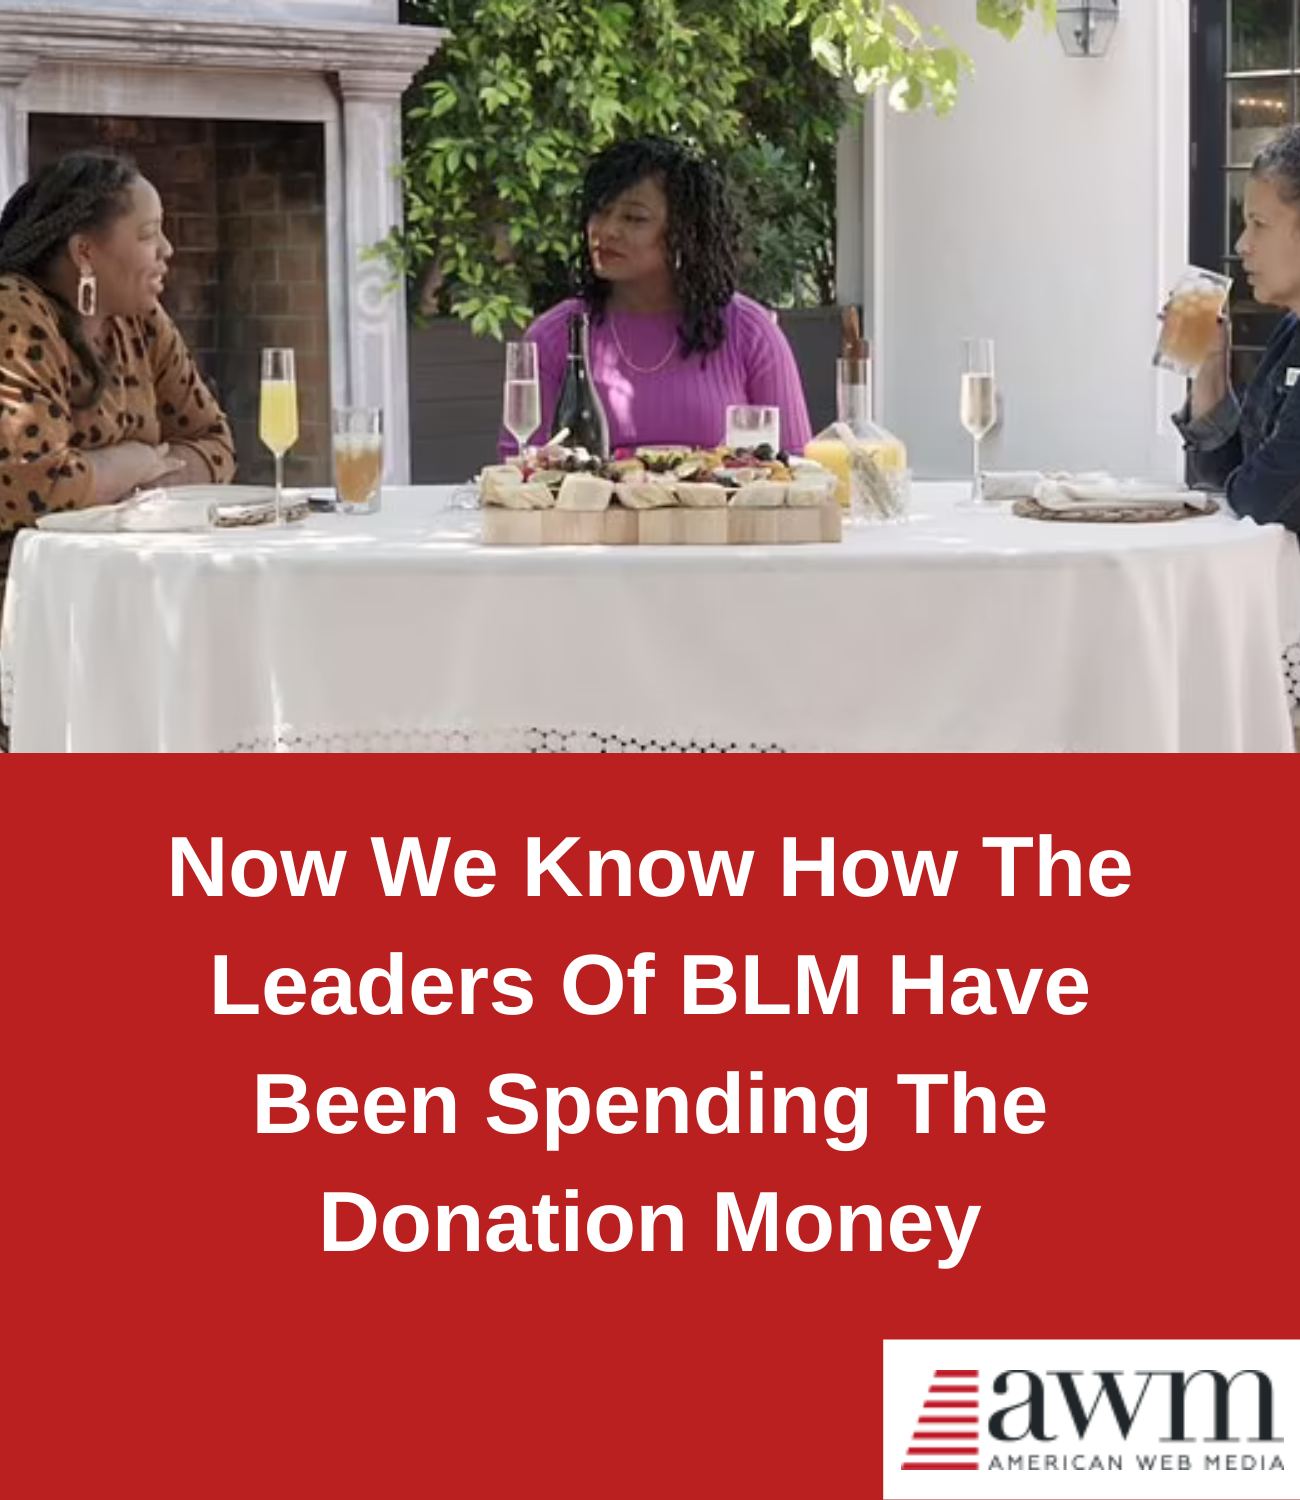 Now We Know How The
Leaders Of BLM Have
Been Spending The
Donation Money
awm
AMERICAN WEB MEDIA